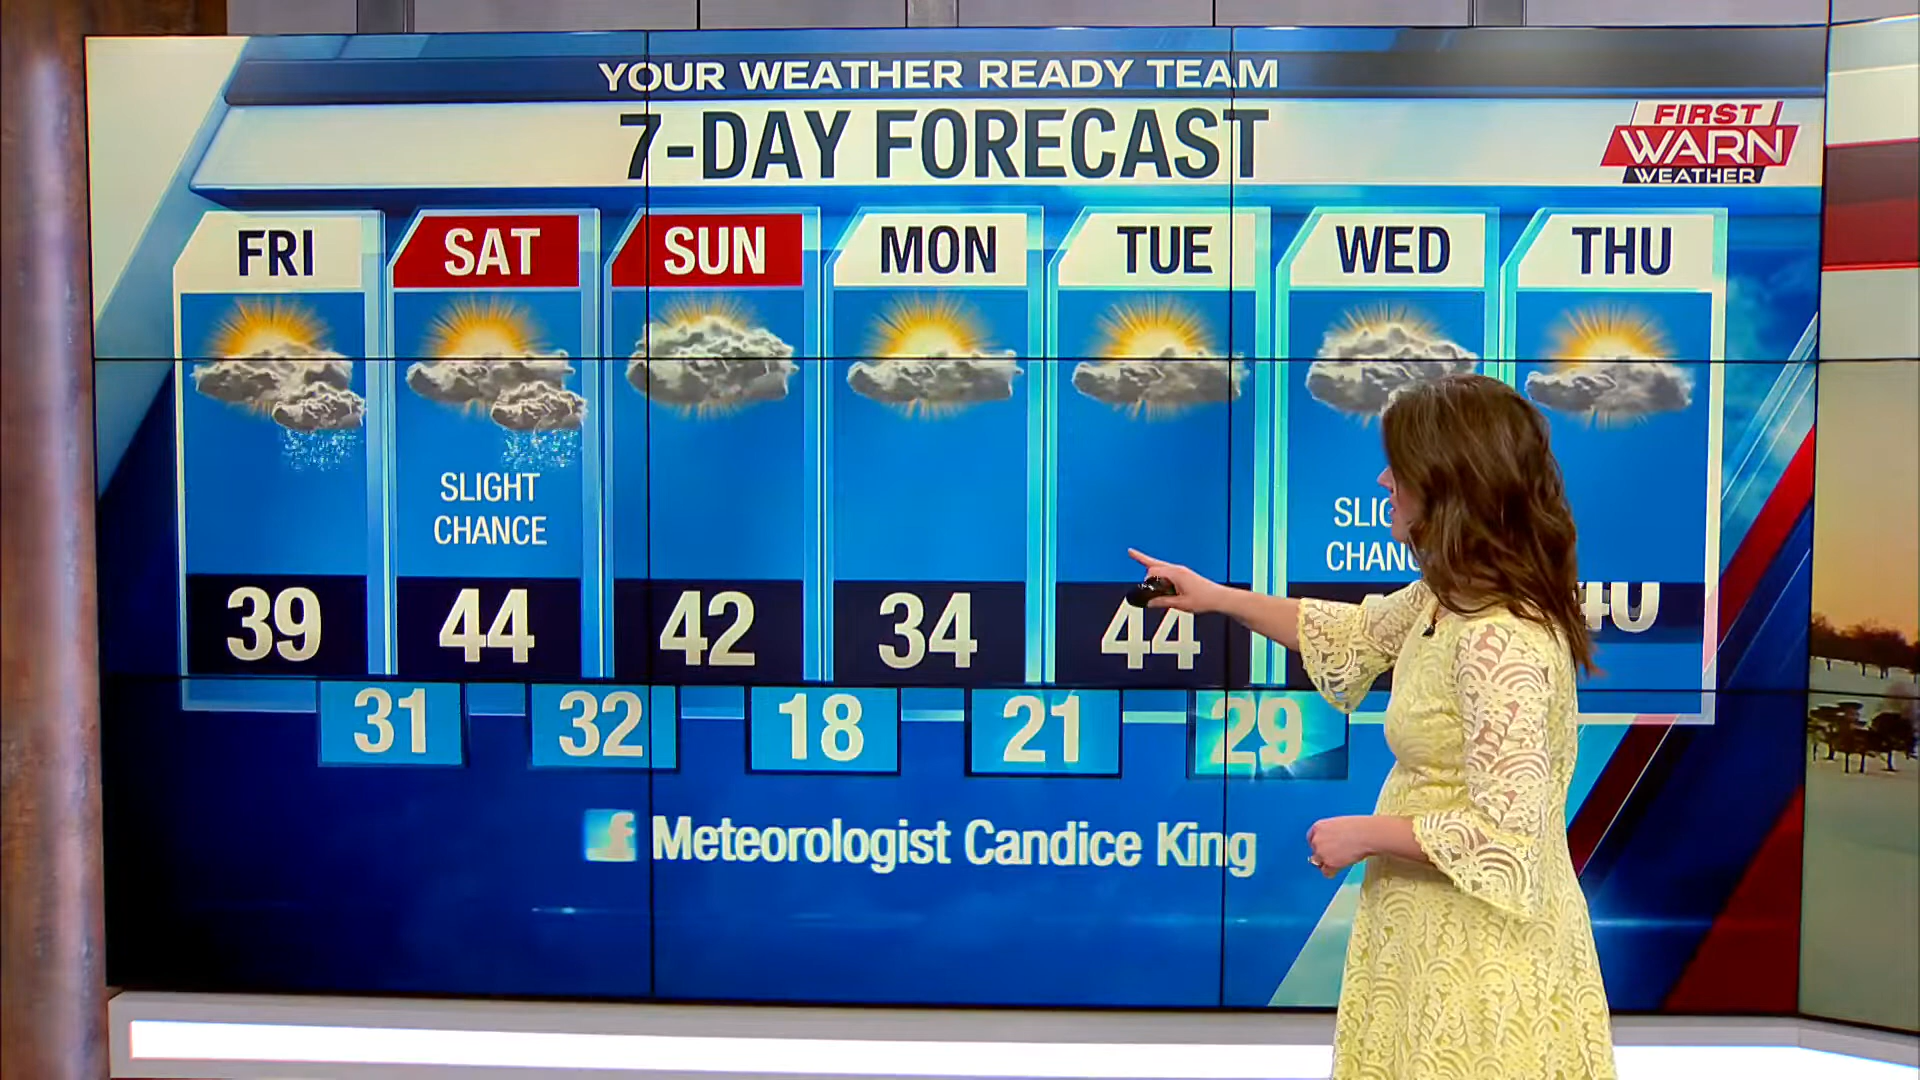 YOUR WEATHER READY TEAM
7-DAY FORECAST
FIRST
WARN
WEATHER
FRI
SAT
SUN
MON
TUE
WED
THU
SLIGHT
CHANCE
39
44
42
34
44
40
31
32
18
21
29
Meteorologist Candice King